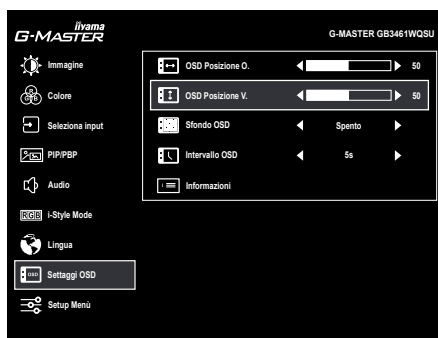 iiyama
G-MASTER
G-MASTER GB3461WQSU
Immagine
Colore
Seleziona input
PIP/PBP
Audio
RGB i-Style Mode
Lingua
OSD Settaggi OSD
Setup Menù
OSD Posizione O. 50
OSD Posizione V. 50
Sfondo OSD Spento
Intervallo OSD 5s
Informazioni